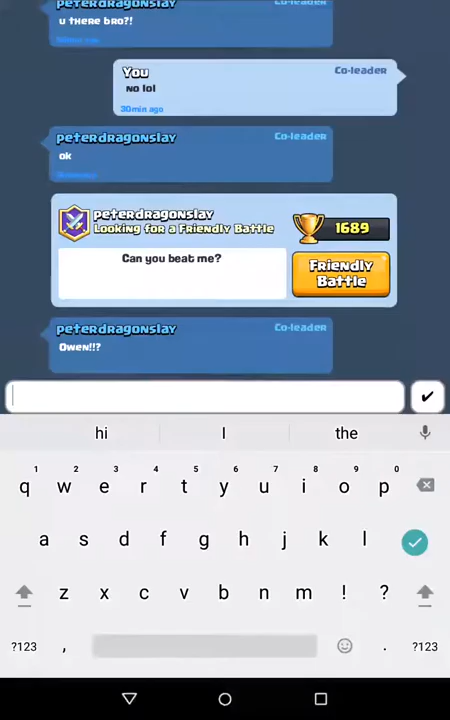 peterdragonslay
Co-leader
u there bro?!
You
Co-leader
no lol
30min ago
peterdragonslay
Co-leader
ok
peterdragonslay
Looking for a Friendly Battle
1689
Can you beat me?
Friendly
Battle
peterdragonslay
Co-leader
Owen!!?
hi I the
1 2 3 4 5 6 7 8 9 0
q w e r t y u i o p
a s d f g h j k l
z x c v b n m ! ?
?123 , . ?123